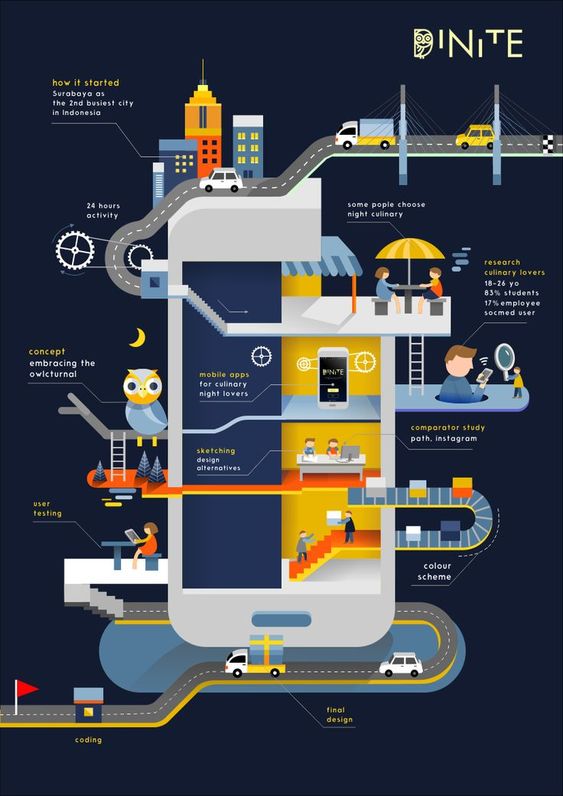 DINITE
how it started
Surabaya as
the 2nd busiest city
in Indonesia
24 hours
activity
some pople choose
night culinary
research
culinary lovers
18-26 yo
83% students
17% employee
socmed user
concept
embracing the
owlcturnal
mobile apps
for culinary
night lovers
DINITE
comparator study
path, instagram
sketching
design
alternatives
user
testing
colour
scheme
final
design
coding